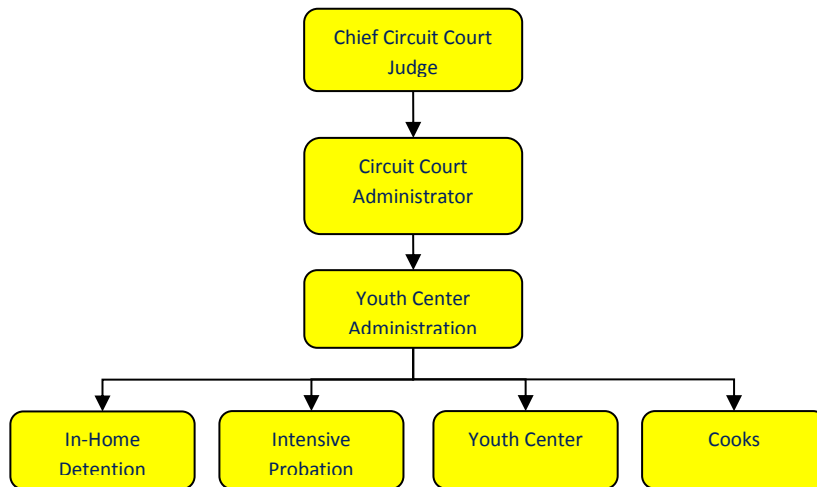 Chief Circuit Court
Judge
Circuit Court
Administrator
Youth Center
Administration
In-Home
Detention
Intensive
Probation
Youth Center
Cooks